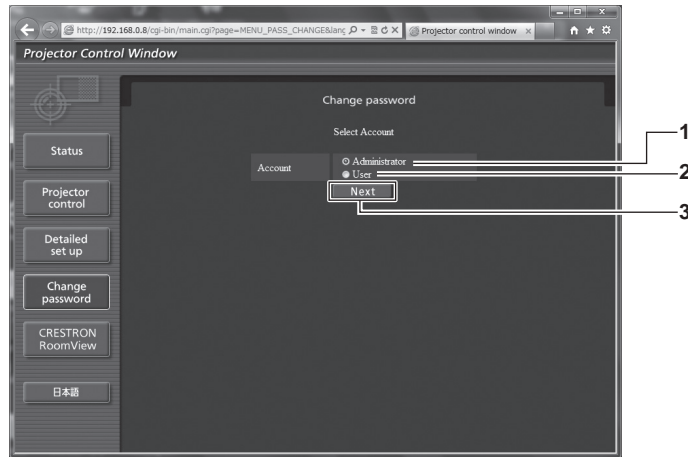 http://192.168.0.8/cgi-bin/main.cgi?page=MENU_PASS_CHANGE&lang
Projector control window
Projector Control Window
Change password
Select Account
Account
Administrator
User
Next
Status
Projector
control
Detailed
set up
Change
password
CRESTRON
RoomView
日本語
1
2
3